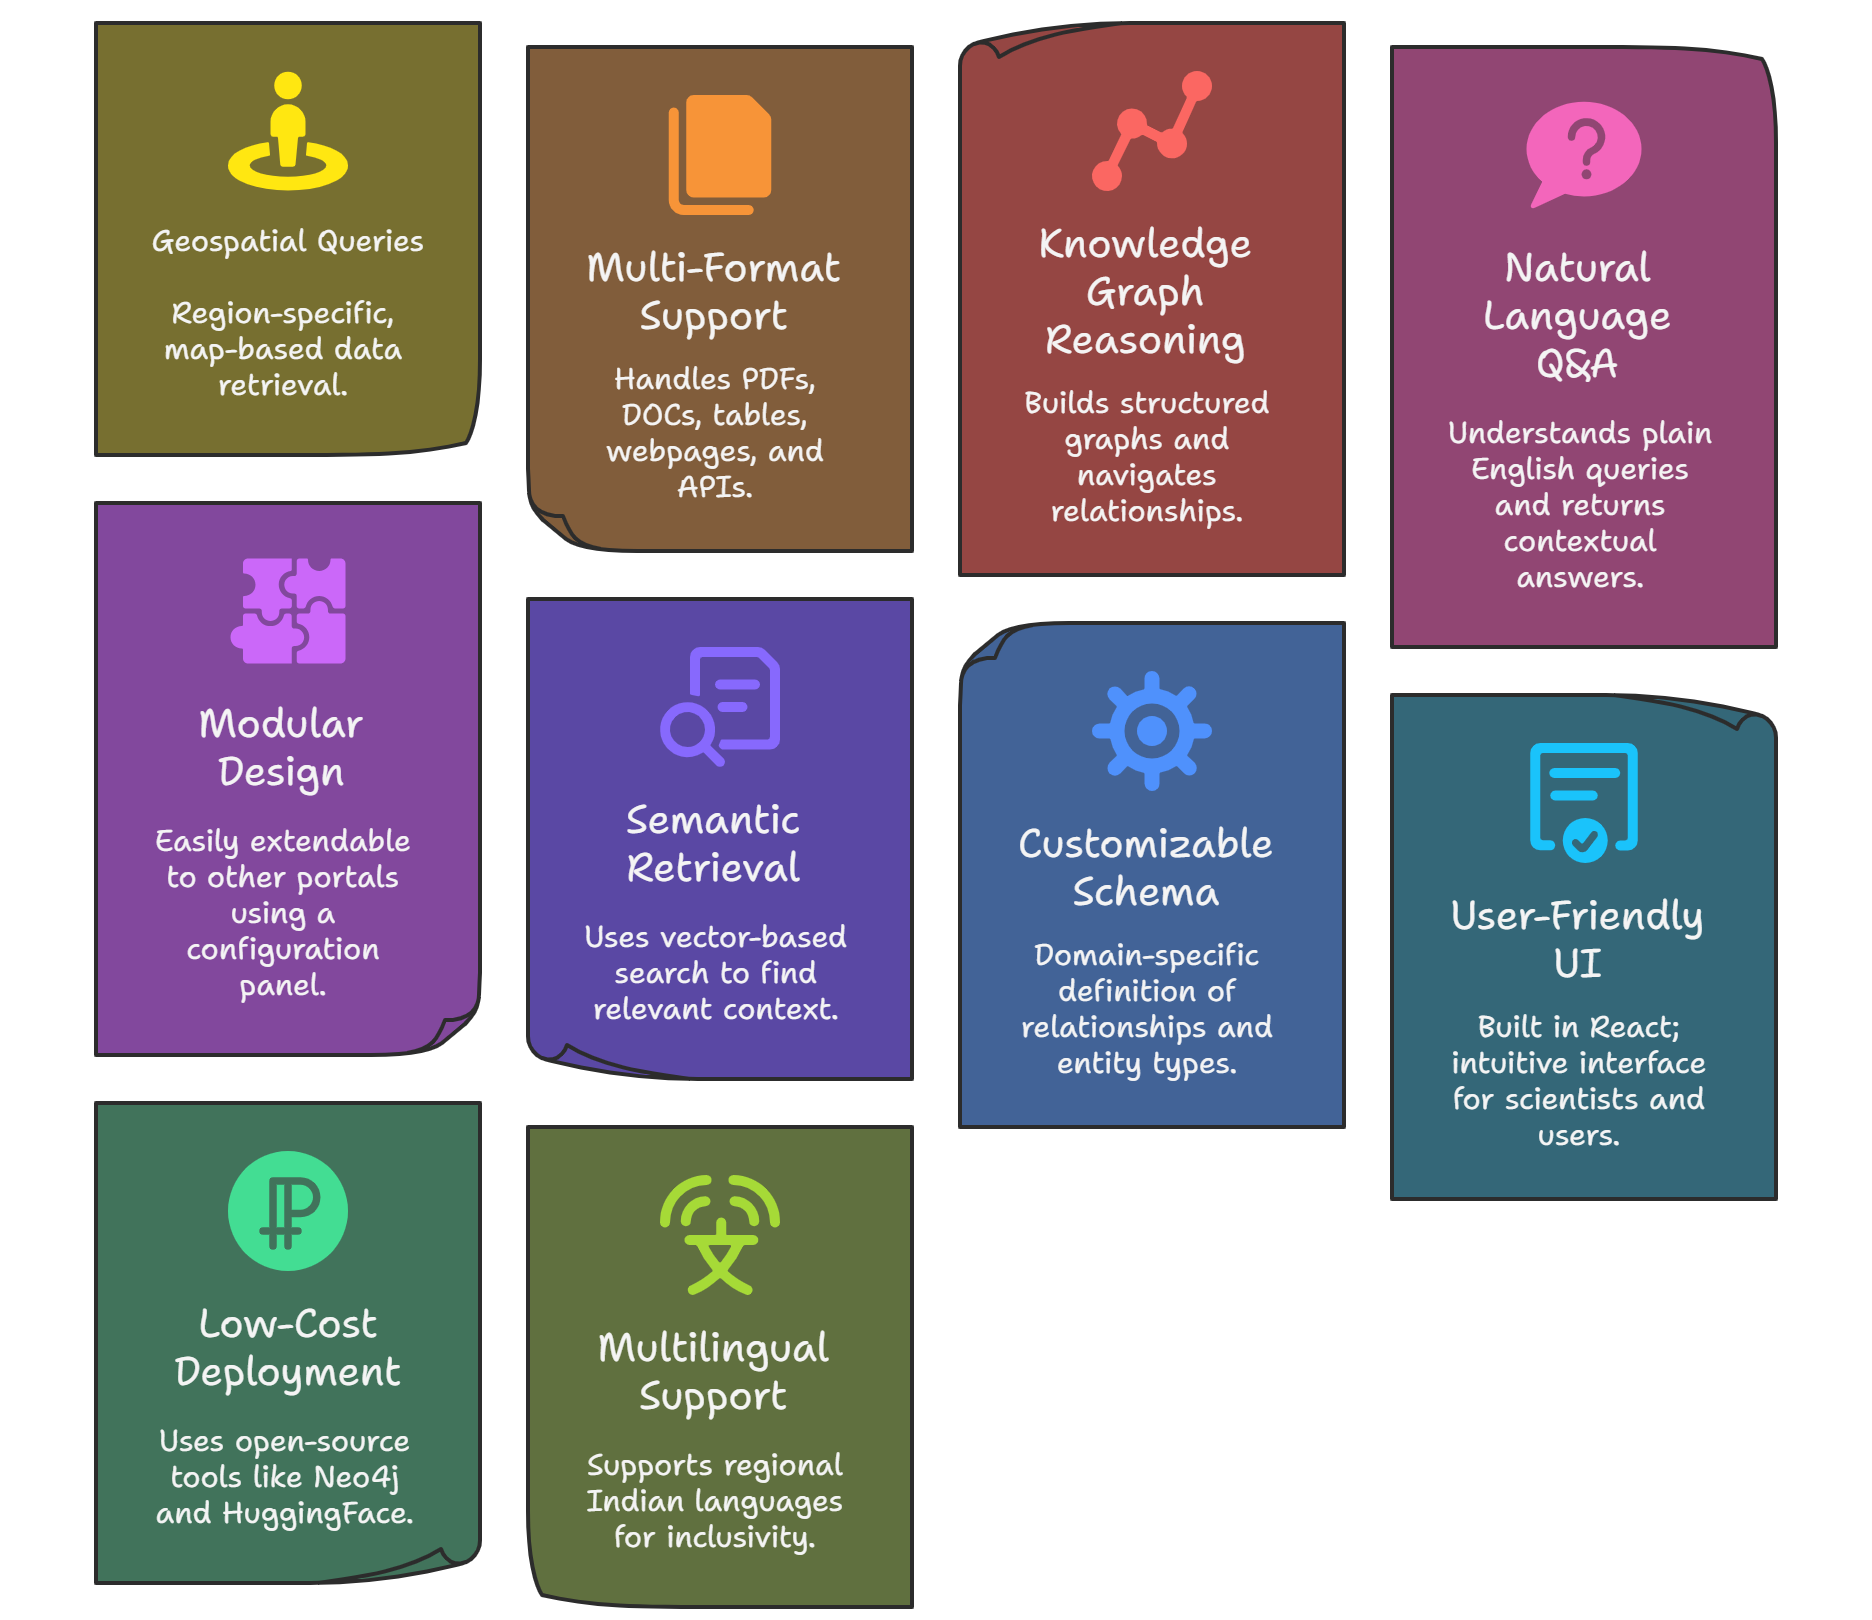 Geospatial Queries
Region-specific,
map-based data
retrieval.
Multi-Format
Support
Handles PDFs,
DOCs, tables,
webpages, and
APIs.
Knowledge
Graph
Reasoning
Builds structured
graphs and
navigates
relationships.
Natural
Language
Q&A
Understands plain
English queries
and returns
contextual
answers.
Modular
Design
Easily extendable
to other portals
using a
configuration
panel.
Semantic
Retrieval
Uses vector-based
search to find
relevant context.
Customizable
Schema
Domain-specific
definition of
relationships and
entity types.
User-Friendly
UI
Built in React;
intuitive interface
for scientists and
users.
Low-Cost
Deployment
Uses open-source
tools like Neo4j
and HuggingFace.
Multilingual
Support
Supports regional
Indian languages
for inclusivity.